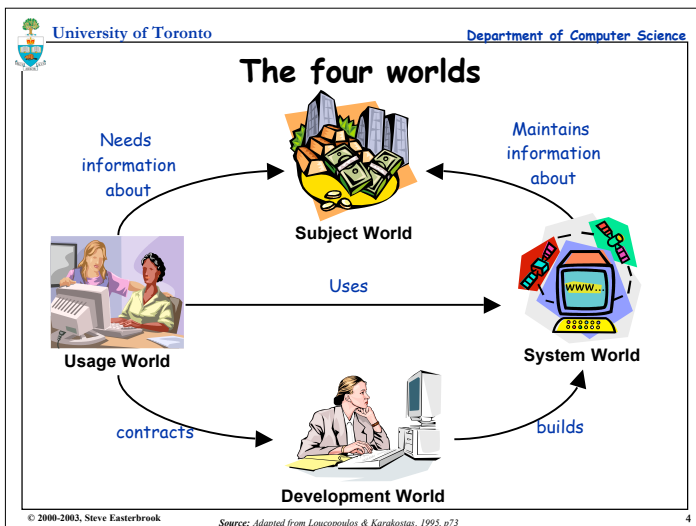 University of Toronto
Department of Computer Science
The four worlds
Needs
information
about
Maintains
information
about
Subject World
Uses
www...
Usage World
System World
contracts
builds
Development World
© 2000-2003, Steve Easterbrook
Source: Adapted from Loucopoulos & Karakostas, 1995, p73
4